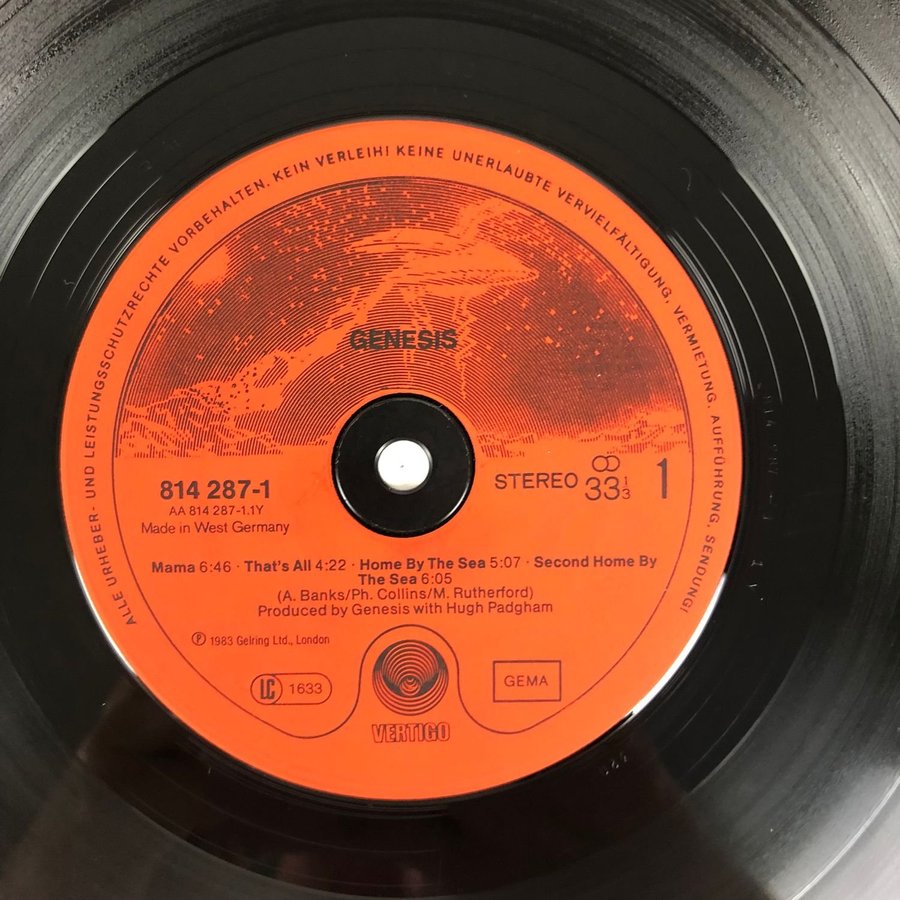 ALLE URHEBER- UND LEISTUNGSSCHUTZRECHTE VORBEHALTEN. KEIN VERLEIH! KEINE UNERLAUBTE VERVIELFÄLTIGUNG, VERMIETUNG. AUFFÜHRUNG, SENDUNG!
GENESIS
814 287-1
AA 814 287-1.1Y
Made in West Germany
STEREO 33 1/3 1
Mama 6:46 · That's All 4:22 · Home By The Sea 5:07 · Second Home By
The Sea 6:05
(A. Banks/Ph. Collins/M. Rutherford)
Produced by Genesis with Hugh Padgham
Ⓟ 1983 Gelring Ltd., London
LC 1633
GEMA
VERTIGO